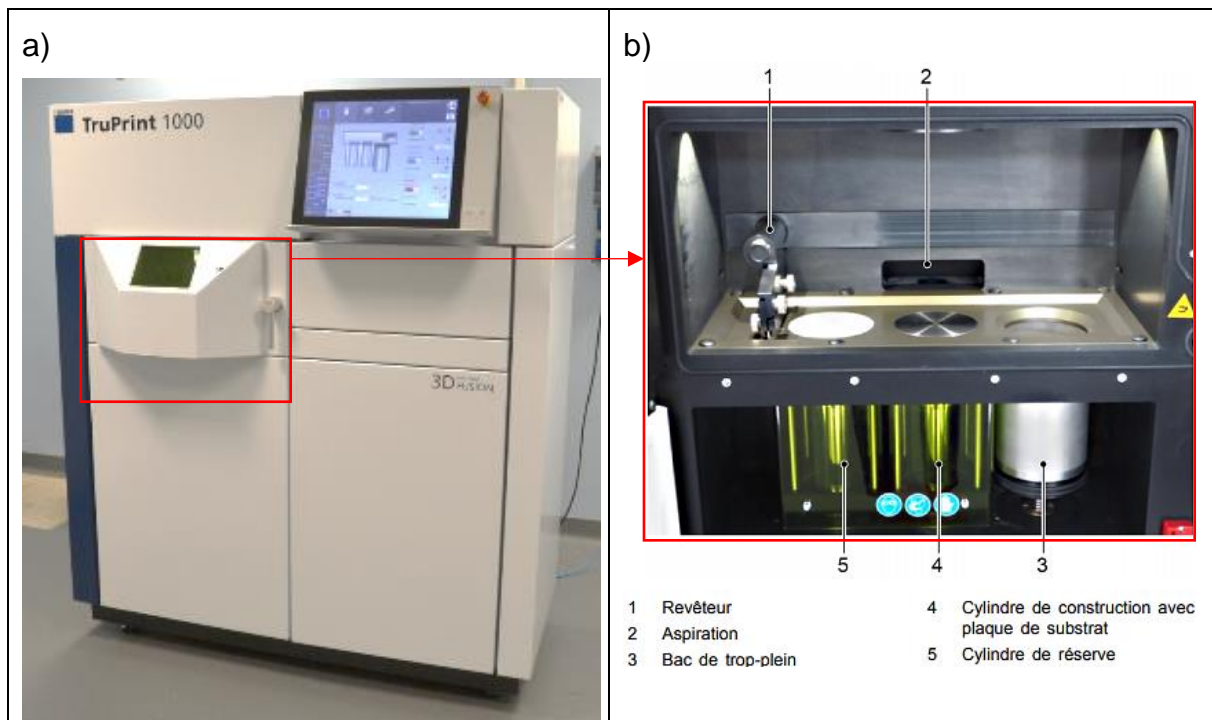 a)
TruPrint 1000
3D
FUSION
b)
1
2
5
4
3
1 Revêteur
2 Aspiration
3 Bac de trop-plein
4 Cylindre de construction avec
plaque de substrat
5 Cylindre de réserve